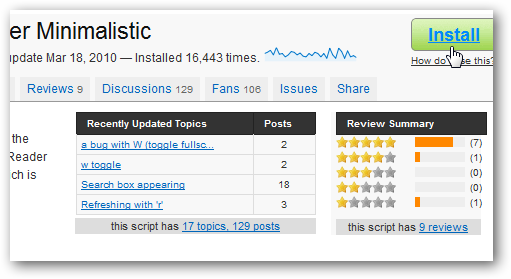 er Minimalistic
Install
update Mar 18, 2010 — Installed 16,443 times.
How do
se this?
Reviews 9 Discussions 129 Fans 106 Issues Share
the
Reader
ch is
Recently Updated Topics Posts
a bug with W (toggle fullsc... 2
w toggle 2
Search box appearing 18
Refreshing with 'r' 3
this script has 17 topics, 129 posts
Review Summary
(7)
(1)
(0)
(0)
(1)
this script has 9 reviews